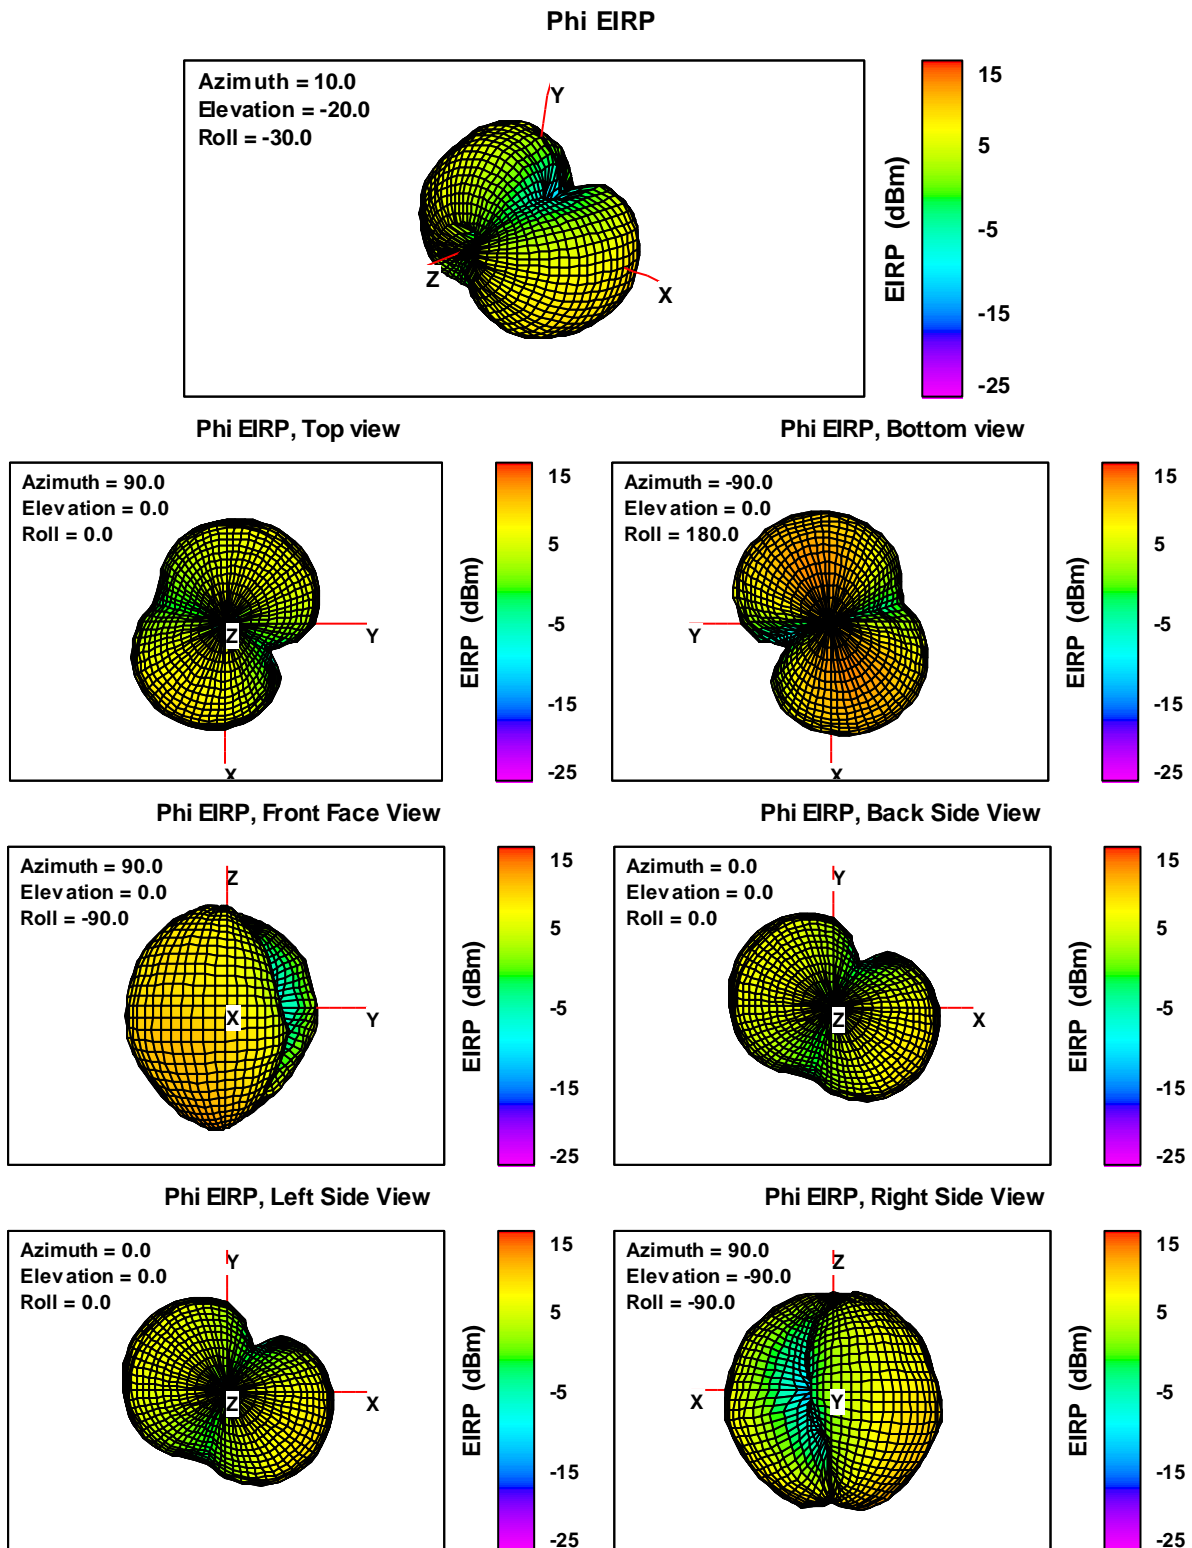 Phi EIRP
Azimuth = 10.0
Elevation = -20.0
Roll = -30.0
Y
Z
X
EIRP (dBm)
15
5
-5
-15
-25
Phi EIRP, Top view
Azimuth = 90.0
Elevation = 0.0
Roll = 0.0
Z
Y
X
EIRP (dBm)
15
5
-5
-15
-25
Phi EIRP, Bottom view
Azimuth = -90.0
Elevation = 0.0
Roll = 180.0
Y
X
EIRP (dBm)
15
5
-5
-15
-25
Phi EIRP, Front Face View
Azimuth = 90.0
Elevation = 0.0
Roll = -90.0
Z
X
Y
EIRP (dBm)
15
5
-5
-15
-25
Phi EIRP, Back Side View
Azimuth = 0.0
Elevation = 0.0
Roll = 0.0
Y
Z
X
EIRP (dBm)
15
5
-5
-15
-25
Phi EIRP, Left Side View
Azimuth = 0.0
Elevation = 0.0
Roll = 0.0
Y
Z
X
EIRP (dBm)
15
5
-5
-15
-25
Phi EIRP, Right Side View
Azimuth = 90.0
Elevation = -90.0
Roll = -90.0
Z
X
Y
EIRP (dBm)
15
5
-5
-15
-25